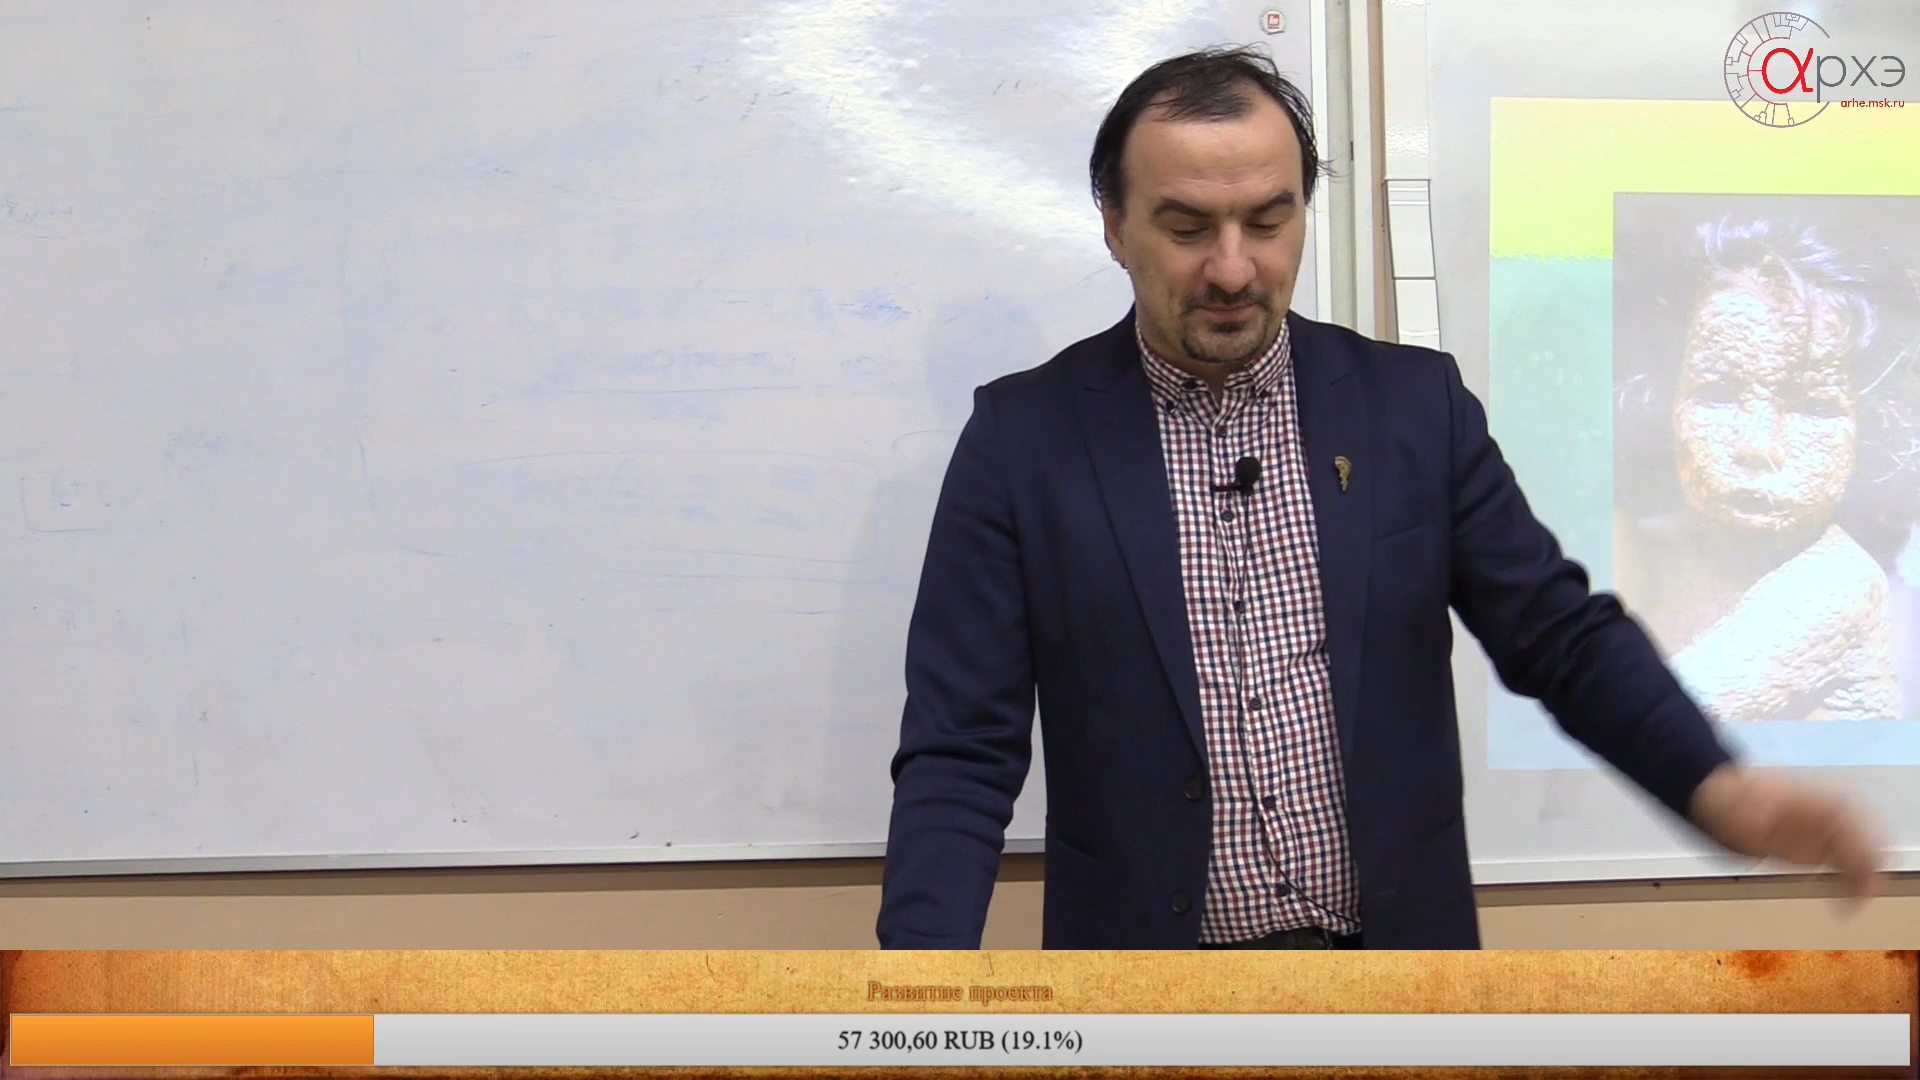 αрхэ
arhe.msk.ru
Развитие проекта
57 300,60 RUB (19.1%)